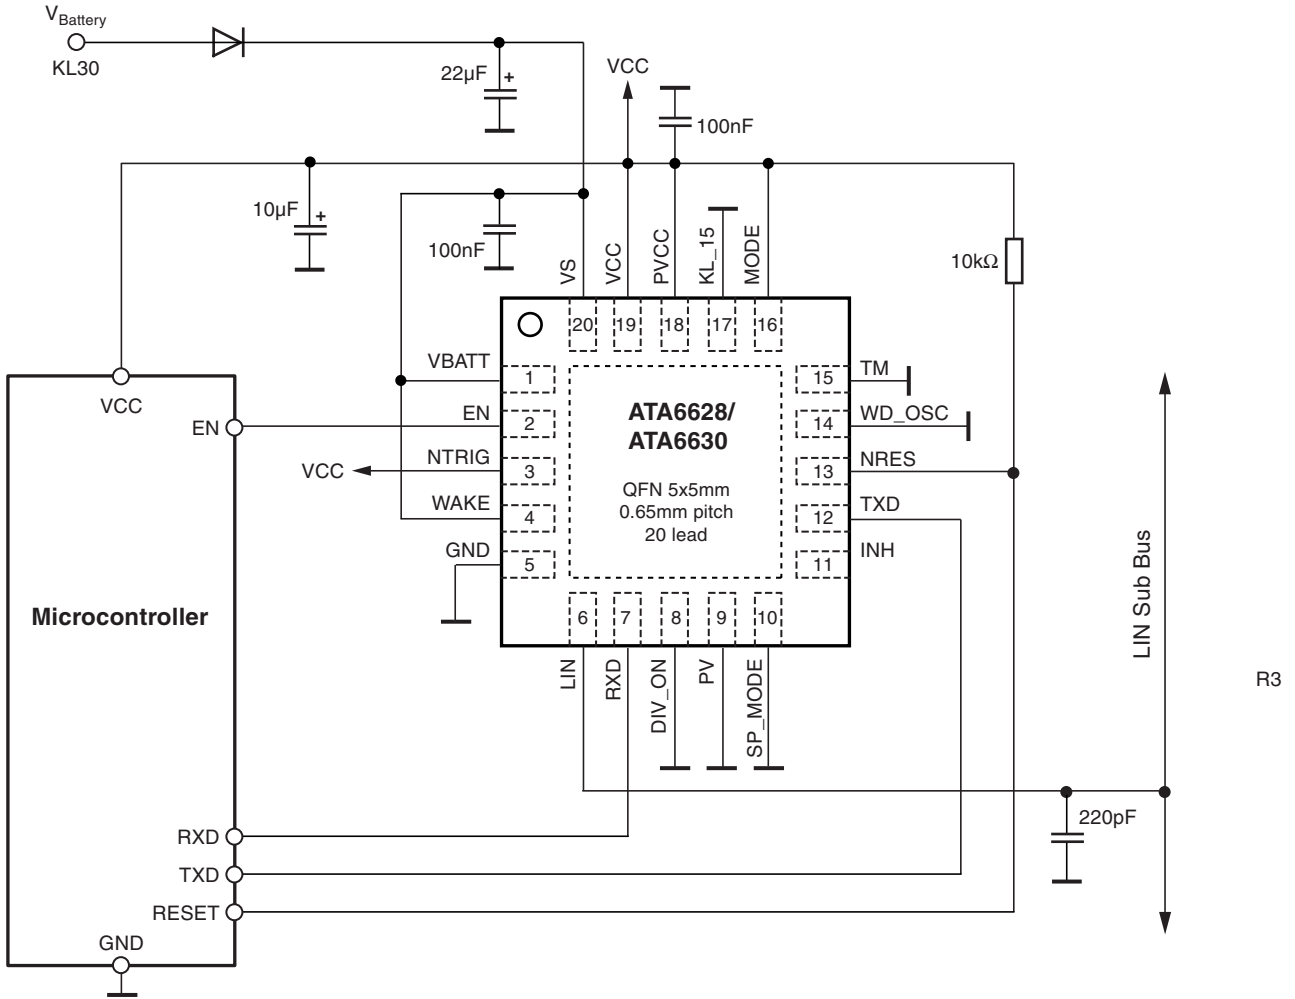 VBattery
KL30
22µF +
VCC
100nF
10µF +
100nF
VS
VCC
PVCC
KL_15
MODE
10kΩ
20
19
18
17
16
VBATT
1
EN
2
NTRIG
3
VCC
WAKE
4
GND
5
ATA6628/
ATA6630
QFN 5x5mm
0.65mm pitch
20 lead
15
TM
14
WD_OSC
13
NRES
12
TXD
11
INH
6
7
8
9
10
LIN
RXD
DIV_ON
PV
SP_MODE
VCC
EN
Microcontroller
RXD
TXD
RESET
GND
LIN Sub Bus
220pF
R3